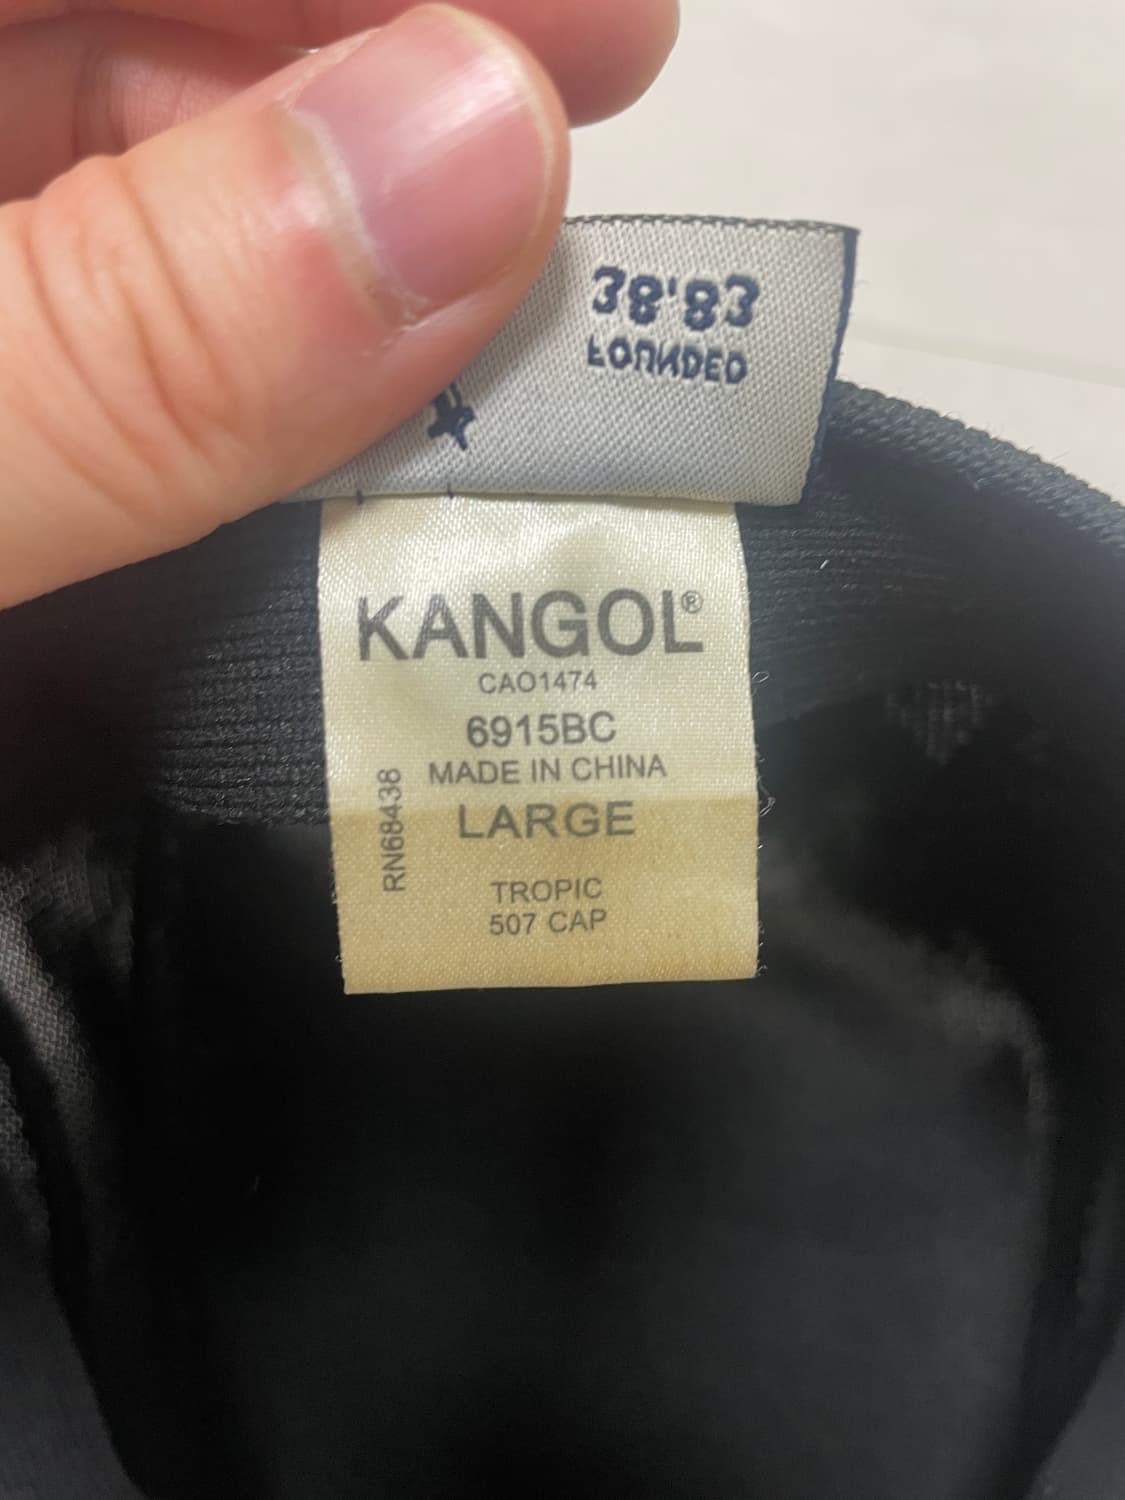 38'83
FOUNDED
KANGOL®
CAO1474
6915BC
MADE IN CHINA
LARGE
RN68438
TROPIC
507 CAP